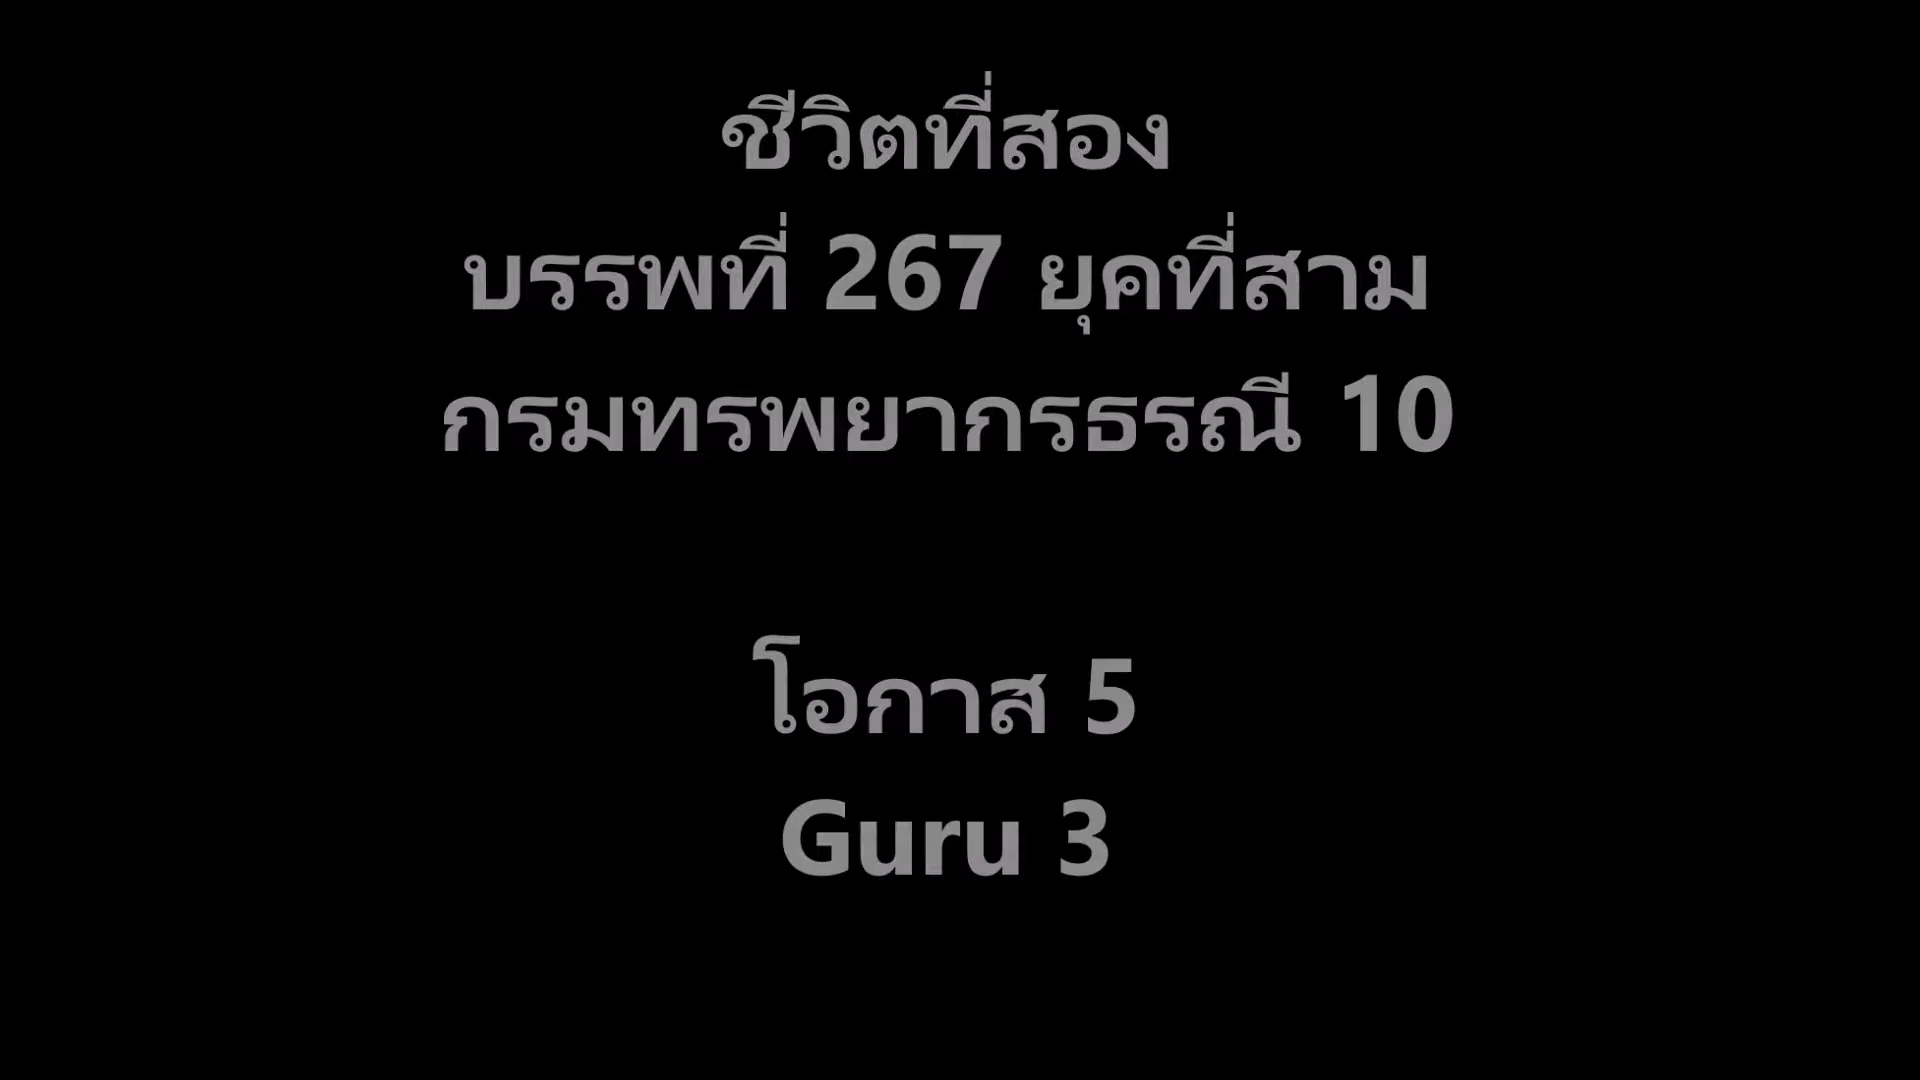 ชีวิตที่สอง
บรรพที่ 267 ยุคที่สาม
กรมทรพยากรธรณี 10
โอกาส 5
Guru 3